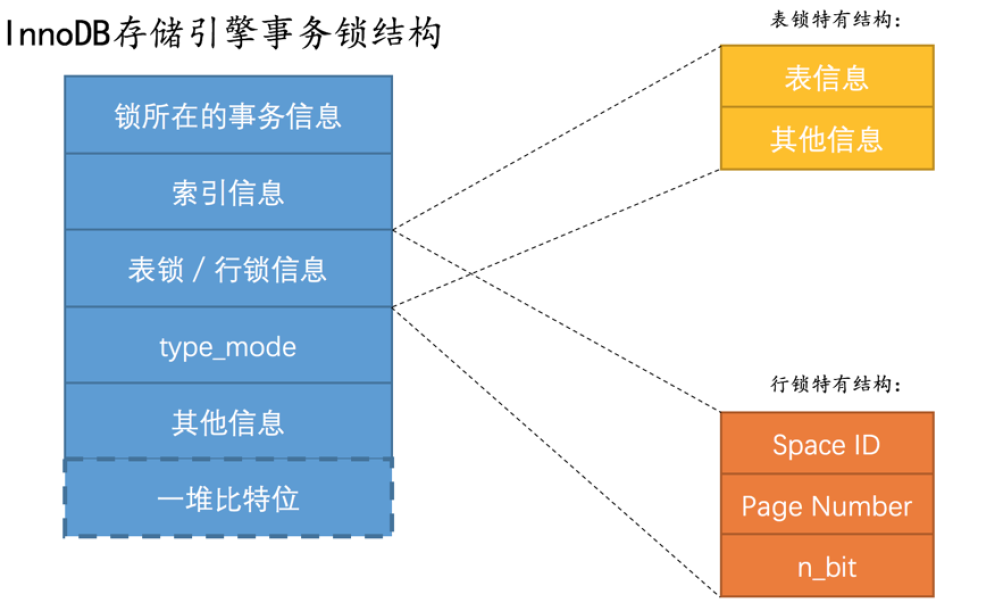 InnoDB存储引擎事务锁结构
锁所在的事务信息
索引信息
表锁 / 行锁信息
type_mode
其他信息
一堆比特位
表锁特有结构：
表信息
其他信息
行锁特有结构：
Space ID
Page Number
n_bit